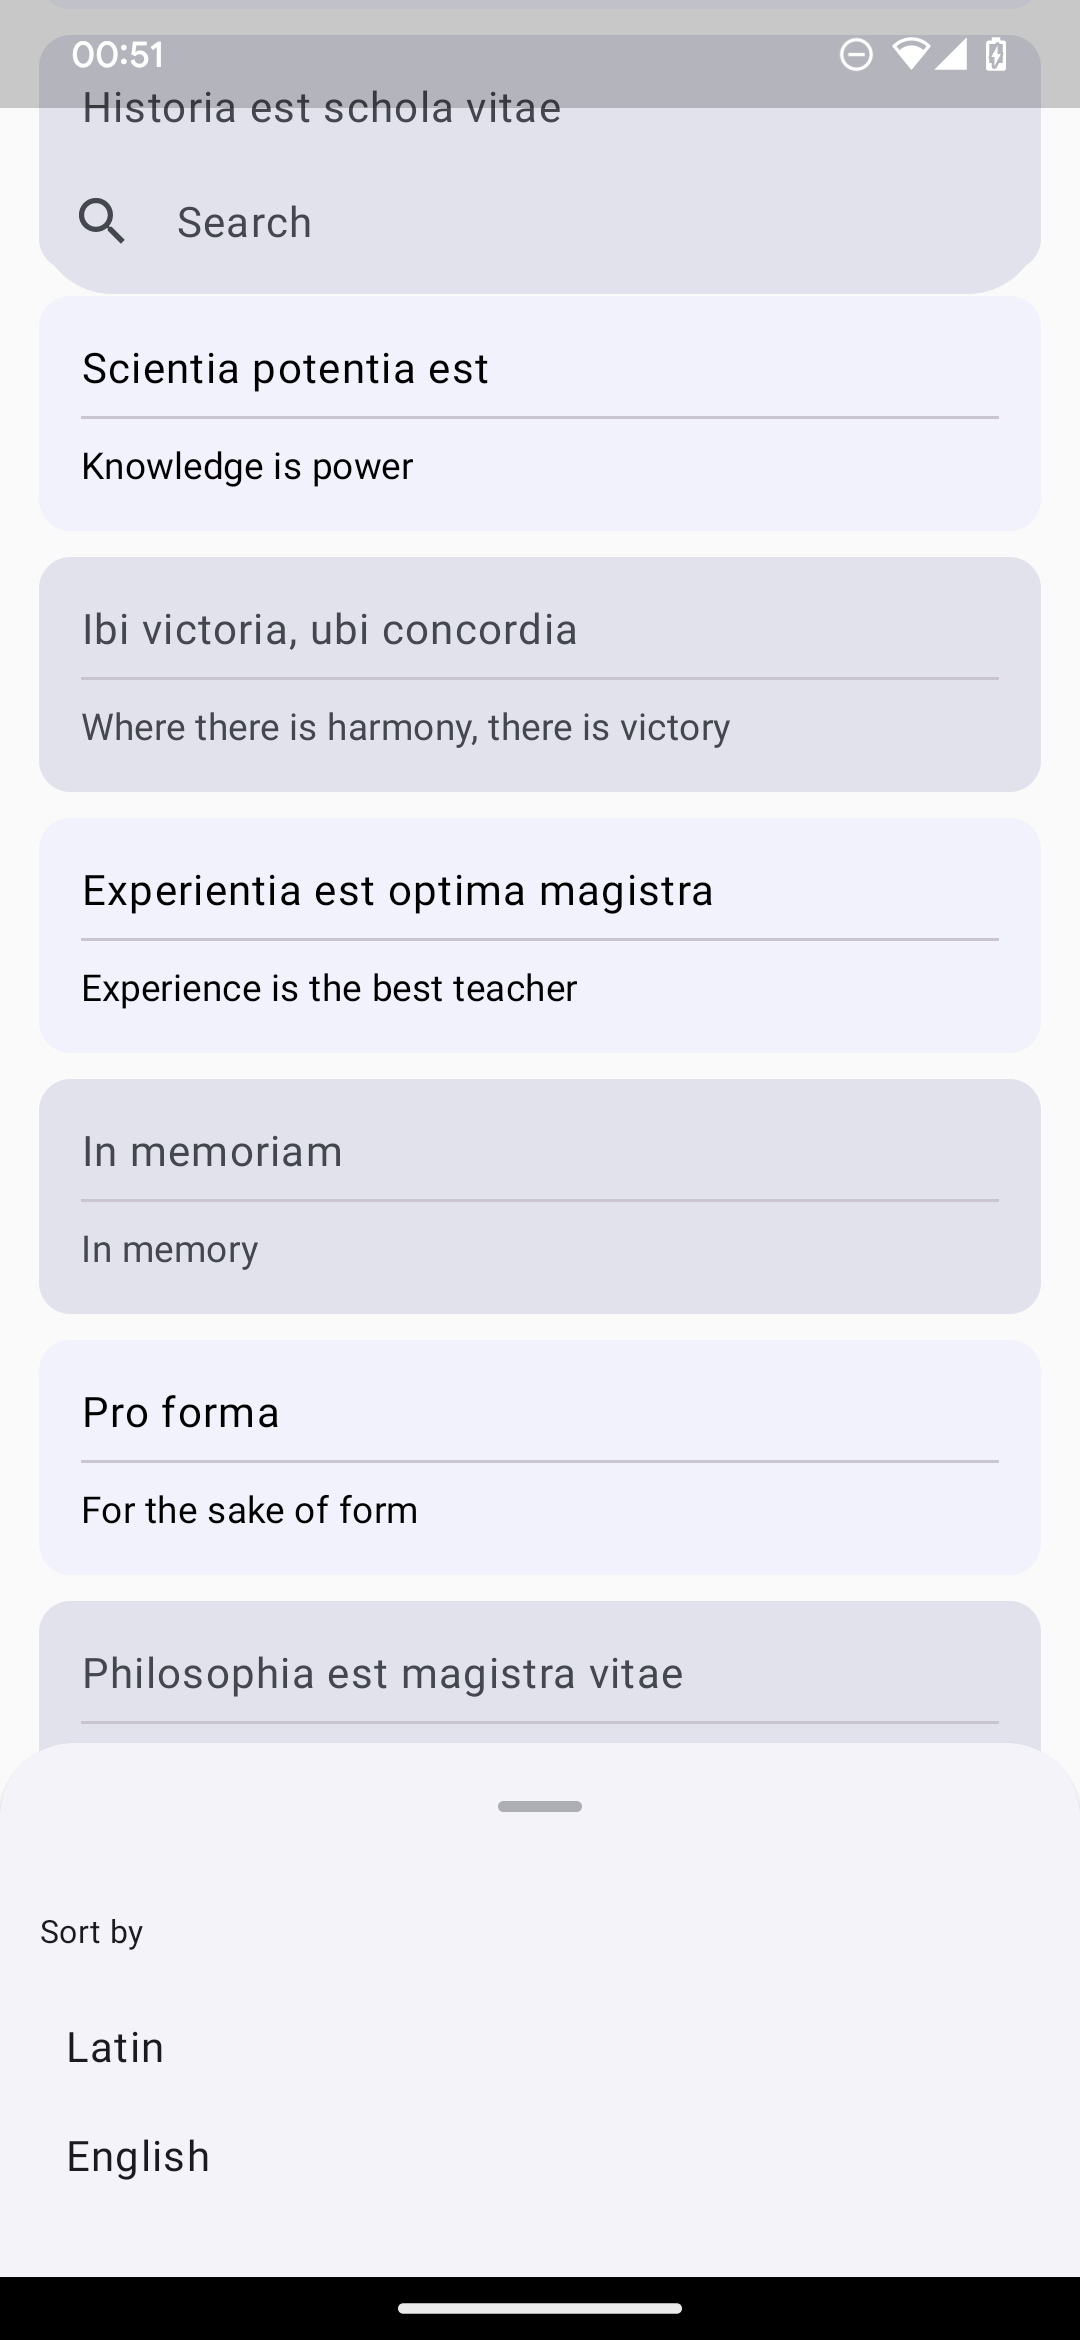 00:51
Historia est schola vitae
Search
Scientia potentia est
Knowledge is power
Ibi victoria, ubi concordia
Where there is harmony, there is victory
Experientia est optima magistra
Experience is the best teacher
In memoriam
In memory
Pro forma
For the sake of form
Philosophia est magistra vitae
Sort by
Latin
English